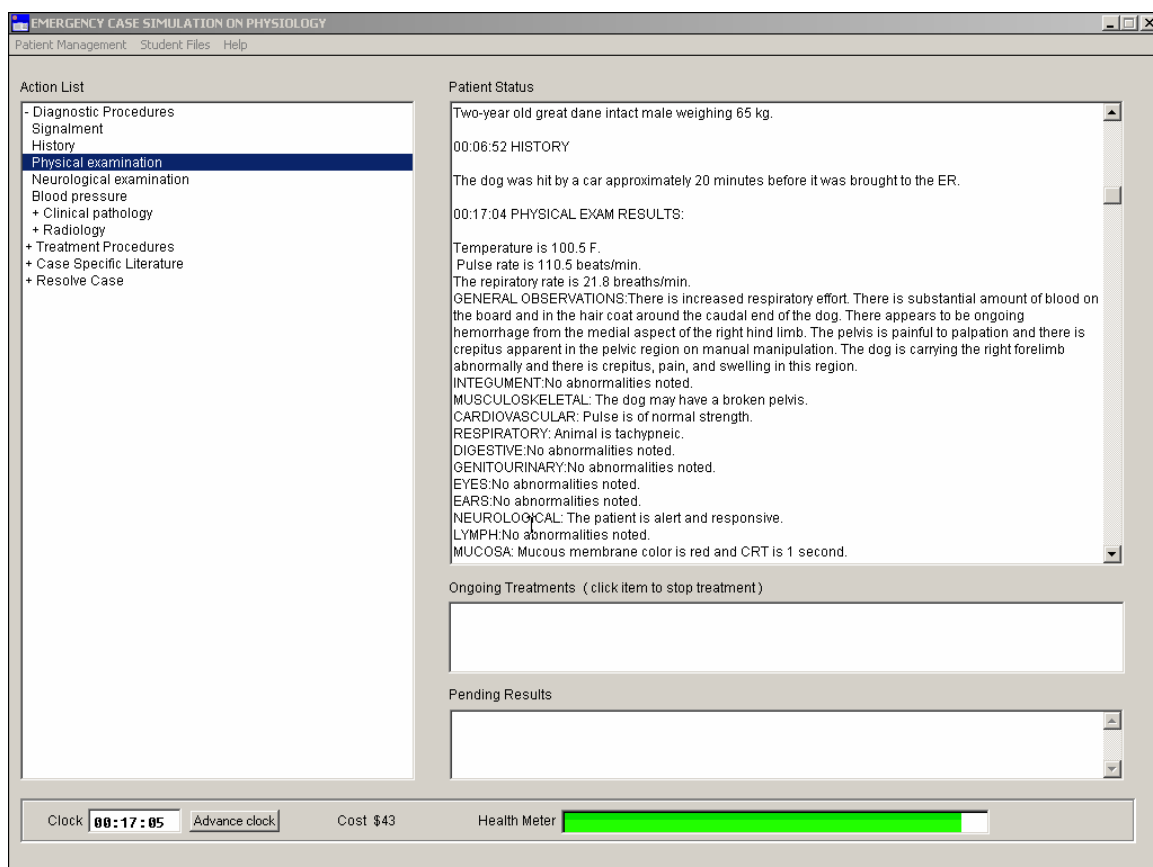 EMERGENCY CASE SIMULATION ON PHYSIOLOGY
Patient Management Student Files Help
Action List
- Diagnostic Procedures
Signalment
History
Physical examination
Neurological examination
Blood pressure
+ Clinical pathology
+ Radiology
+ Treatment Procedures
+ Case Specific Literature
+ Resolve Case
Patient Status
Two-year old great dane intact male weighing 65 kg.
00:06:52 HISTORY
The dog was hit by a car approximately 20 minutes before it was brought to the ER.
00:17:04 PHYSICAL EXAM RESULTS:
Temperature is 100.5 F.
Pulse rate is 110.5 beats/min.
The repiratory rate is 21.8 breaths/min.
GENERAL OBSERVATIONS:There is increased respiratory effort. There is substantial amount of blood on
the board and in the hair coat around the caudal end of the dog. There appears to be ongoing
hemorrhage from the medial aspect of the right hind limb. The pelvis is painful to palpation and there is
crepitus apparent in the pelvic region on manual manipulation. The dog is carrying the right forelimb
abnormally and there is crepitus, pain, and swelling in this region.
INTEGUMENT:No abnormalities noted.
MUSCULOSKELETAL: The dog may have a broken pelvis.
CARDIOVASCULAR: Pulse is of normal strength.
RESPIRATORY: Animal is tachypneic.
DIGESTIVE:No abnormalities noted.
GENITOURINARY:No abnormalities noted.
EYES:No abnormalities noted.
EARS:No abnormalities noted.
NEUROLOGICAL: The patient is alert and responsive.
LYMPH:No abnormalities noted.
MUCOSA: Mucous membrane color is red and CRT is 1 second.
Ongoing Treatments ( click item to stop treatment )
Pending Results
Clock 00:17:05 Advance clock Cost $43 Health Meter